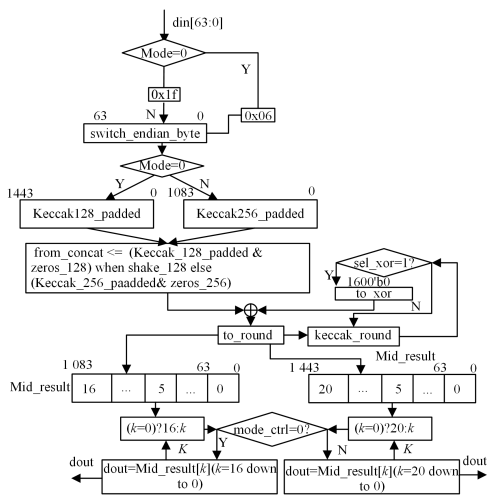 din[63:0]
Mode=0
Y
0x1f
63 N 0
0x06
switch_endian_byte
Mode=0
1443 Y 0 1083 N 0
Keccak128_padded
Keccak256_padded
from_concat <= (Keccak_128_padded &
zeros_128) when shake_128 else
(Keccak_256_paadded& zeros_256)
sel_xor=1?
Y
1600'b0
to_xor
N
to_round
keccak_round
Mid_result
1 083 63 0
1 443 63 0
Mid_result
16 ... 5 ... 0
20 ... 5 ... 0
(k=0)?16:k
mode_ctrl=0?
(k=0)?20:k
K Y N K
dout
dout=Mid_result[k](k=16 down
to 0)
dout=Mid_result[k](k=20 down
to 0)
dout